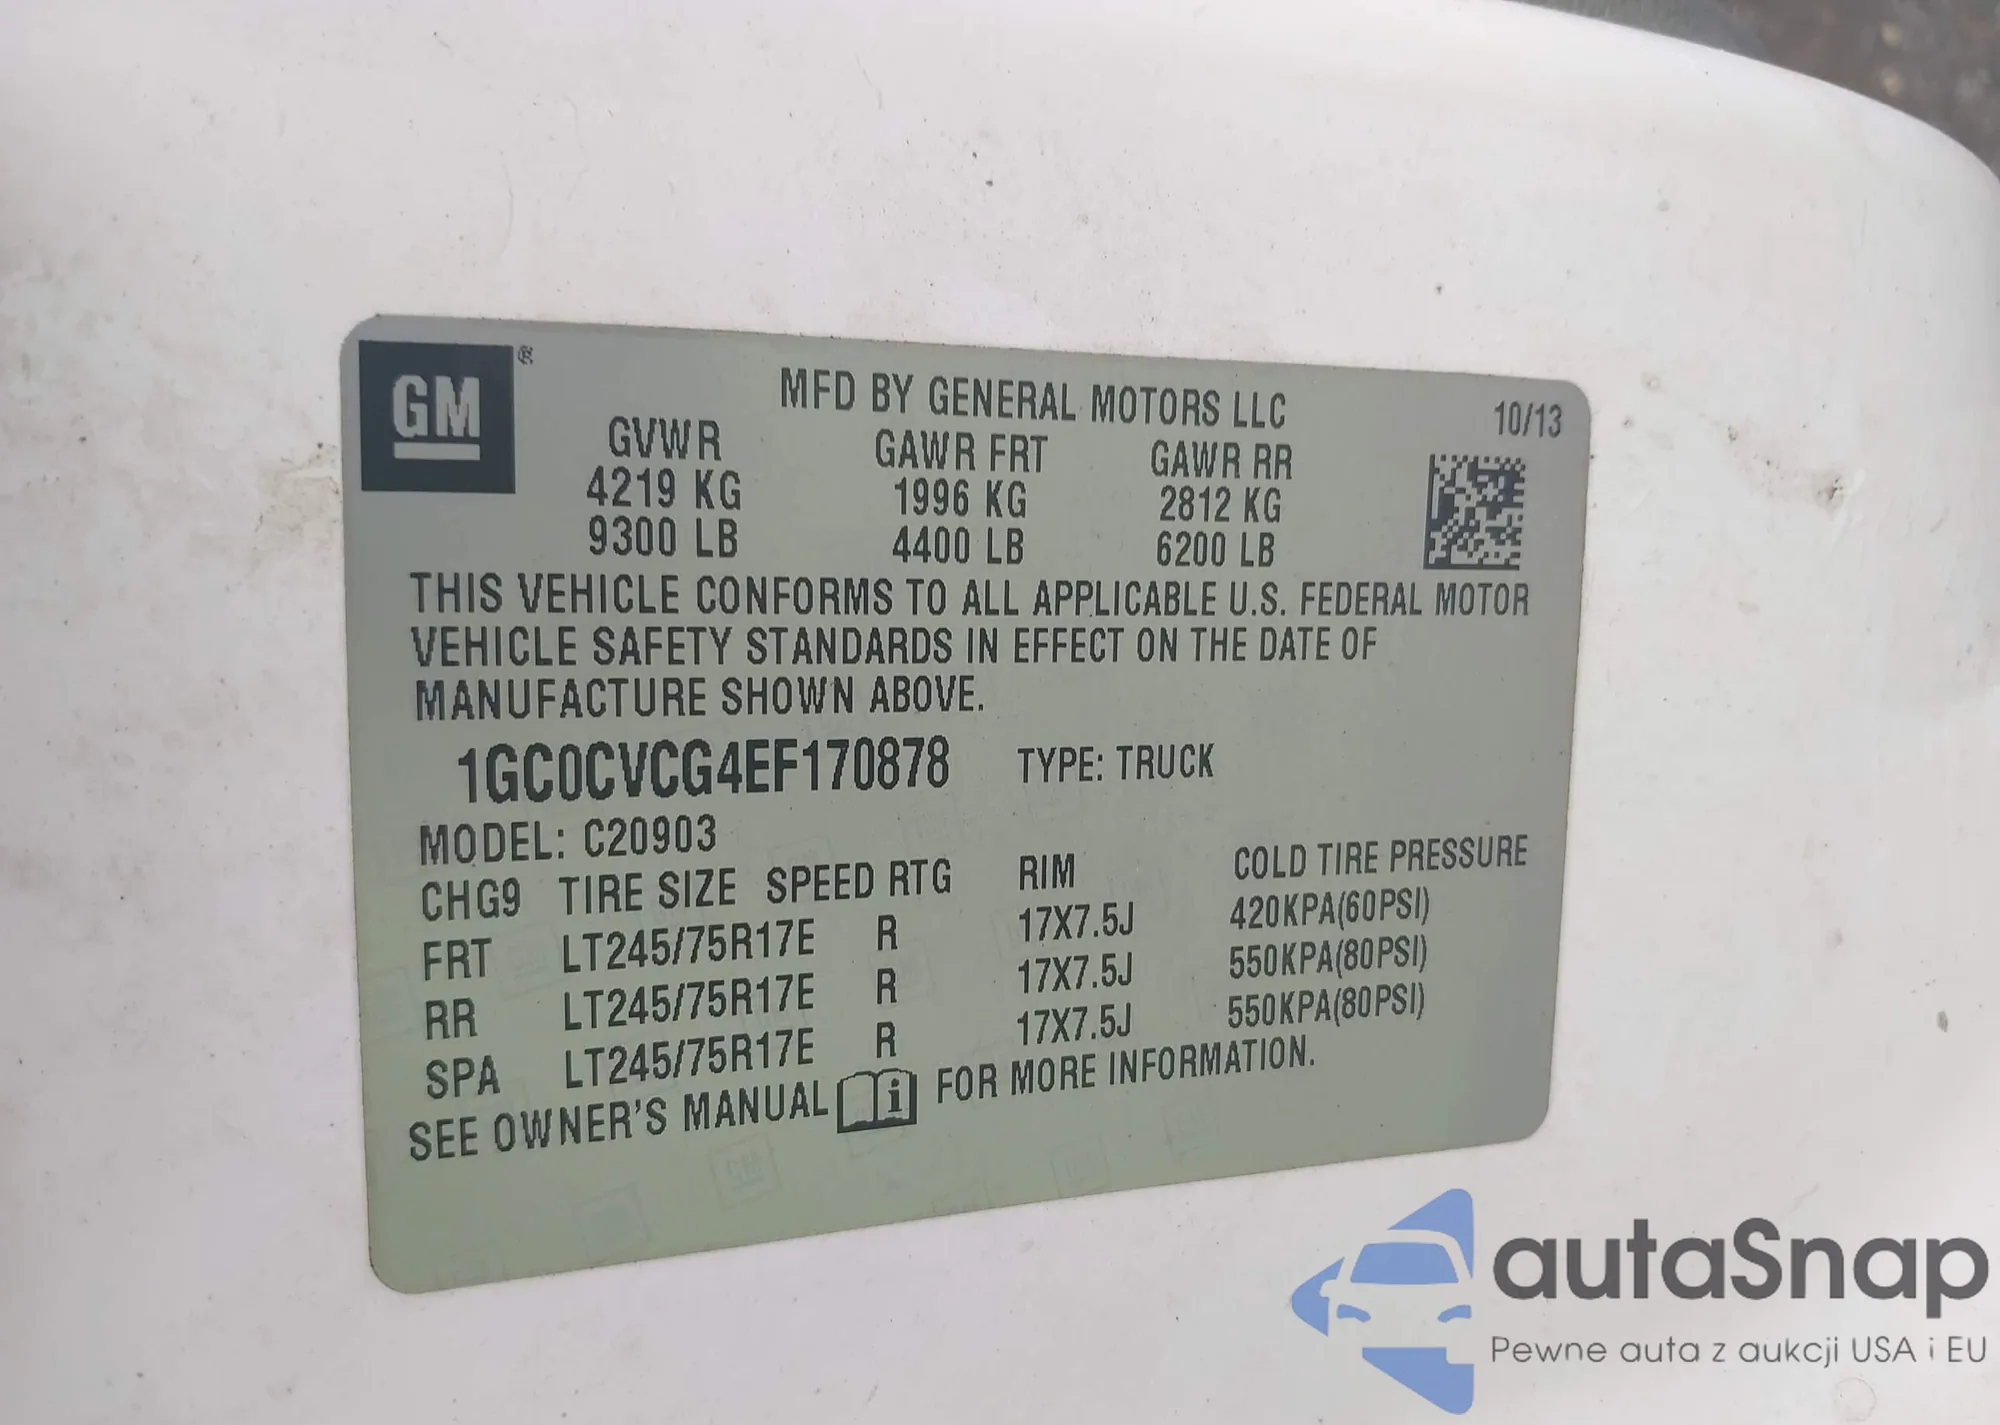 GM®
MFD BY GENERAL MOTORS LLC 10/13
GVWR GAWR FRT GAWR RR
4219 KG 1996 KG 2812 KG
9300 LB 4400 LB 6200 LB
THIS VEHICLE CONFORMS TO ALL APPLICABLE U.S. FEDERAL MOTOR
VEHICLE SAFETY STANDARDS IN EFFECT ON THE DATE OF
MANUFACTURE SHOWN ABOVE.
1GC0CVCG4EF170878 TYPE: TRUCK
MODEL: C20903
CHG9 TIRE SIZE SPEED RTG RIM COLD TIRE PRESSURE
FRT LT245/75R17E R 17X7.5J 420KPA(60PSI)
RR LT245/75R17E R 17X7.5J 550KPA(80PSI)
SPA LT245/75R17E R 17X7.5J 550KPA(80PSI)
SEE OWNER'S MANUAL i FOR MORE INFORMATION.
autaSnap
Pewne auta z aukcji USA i EU